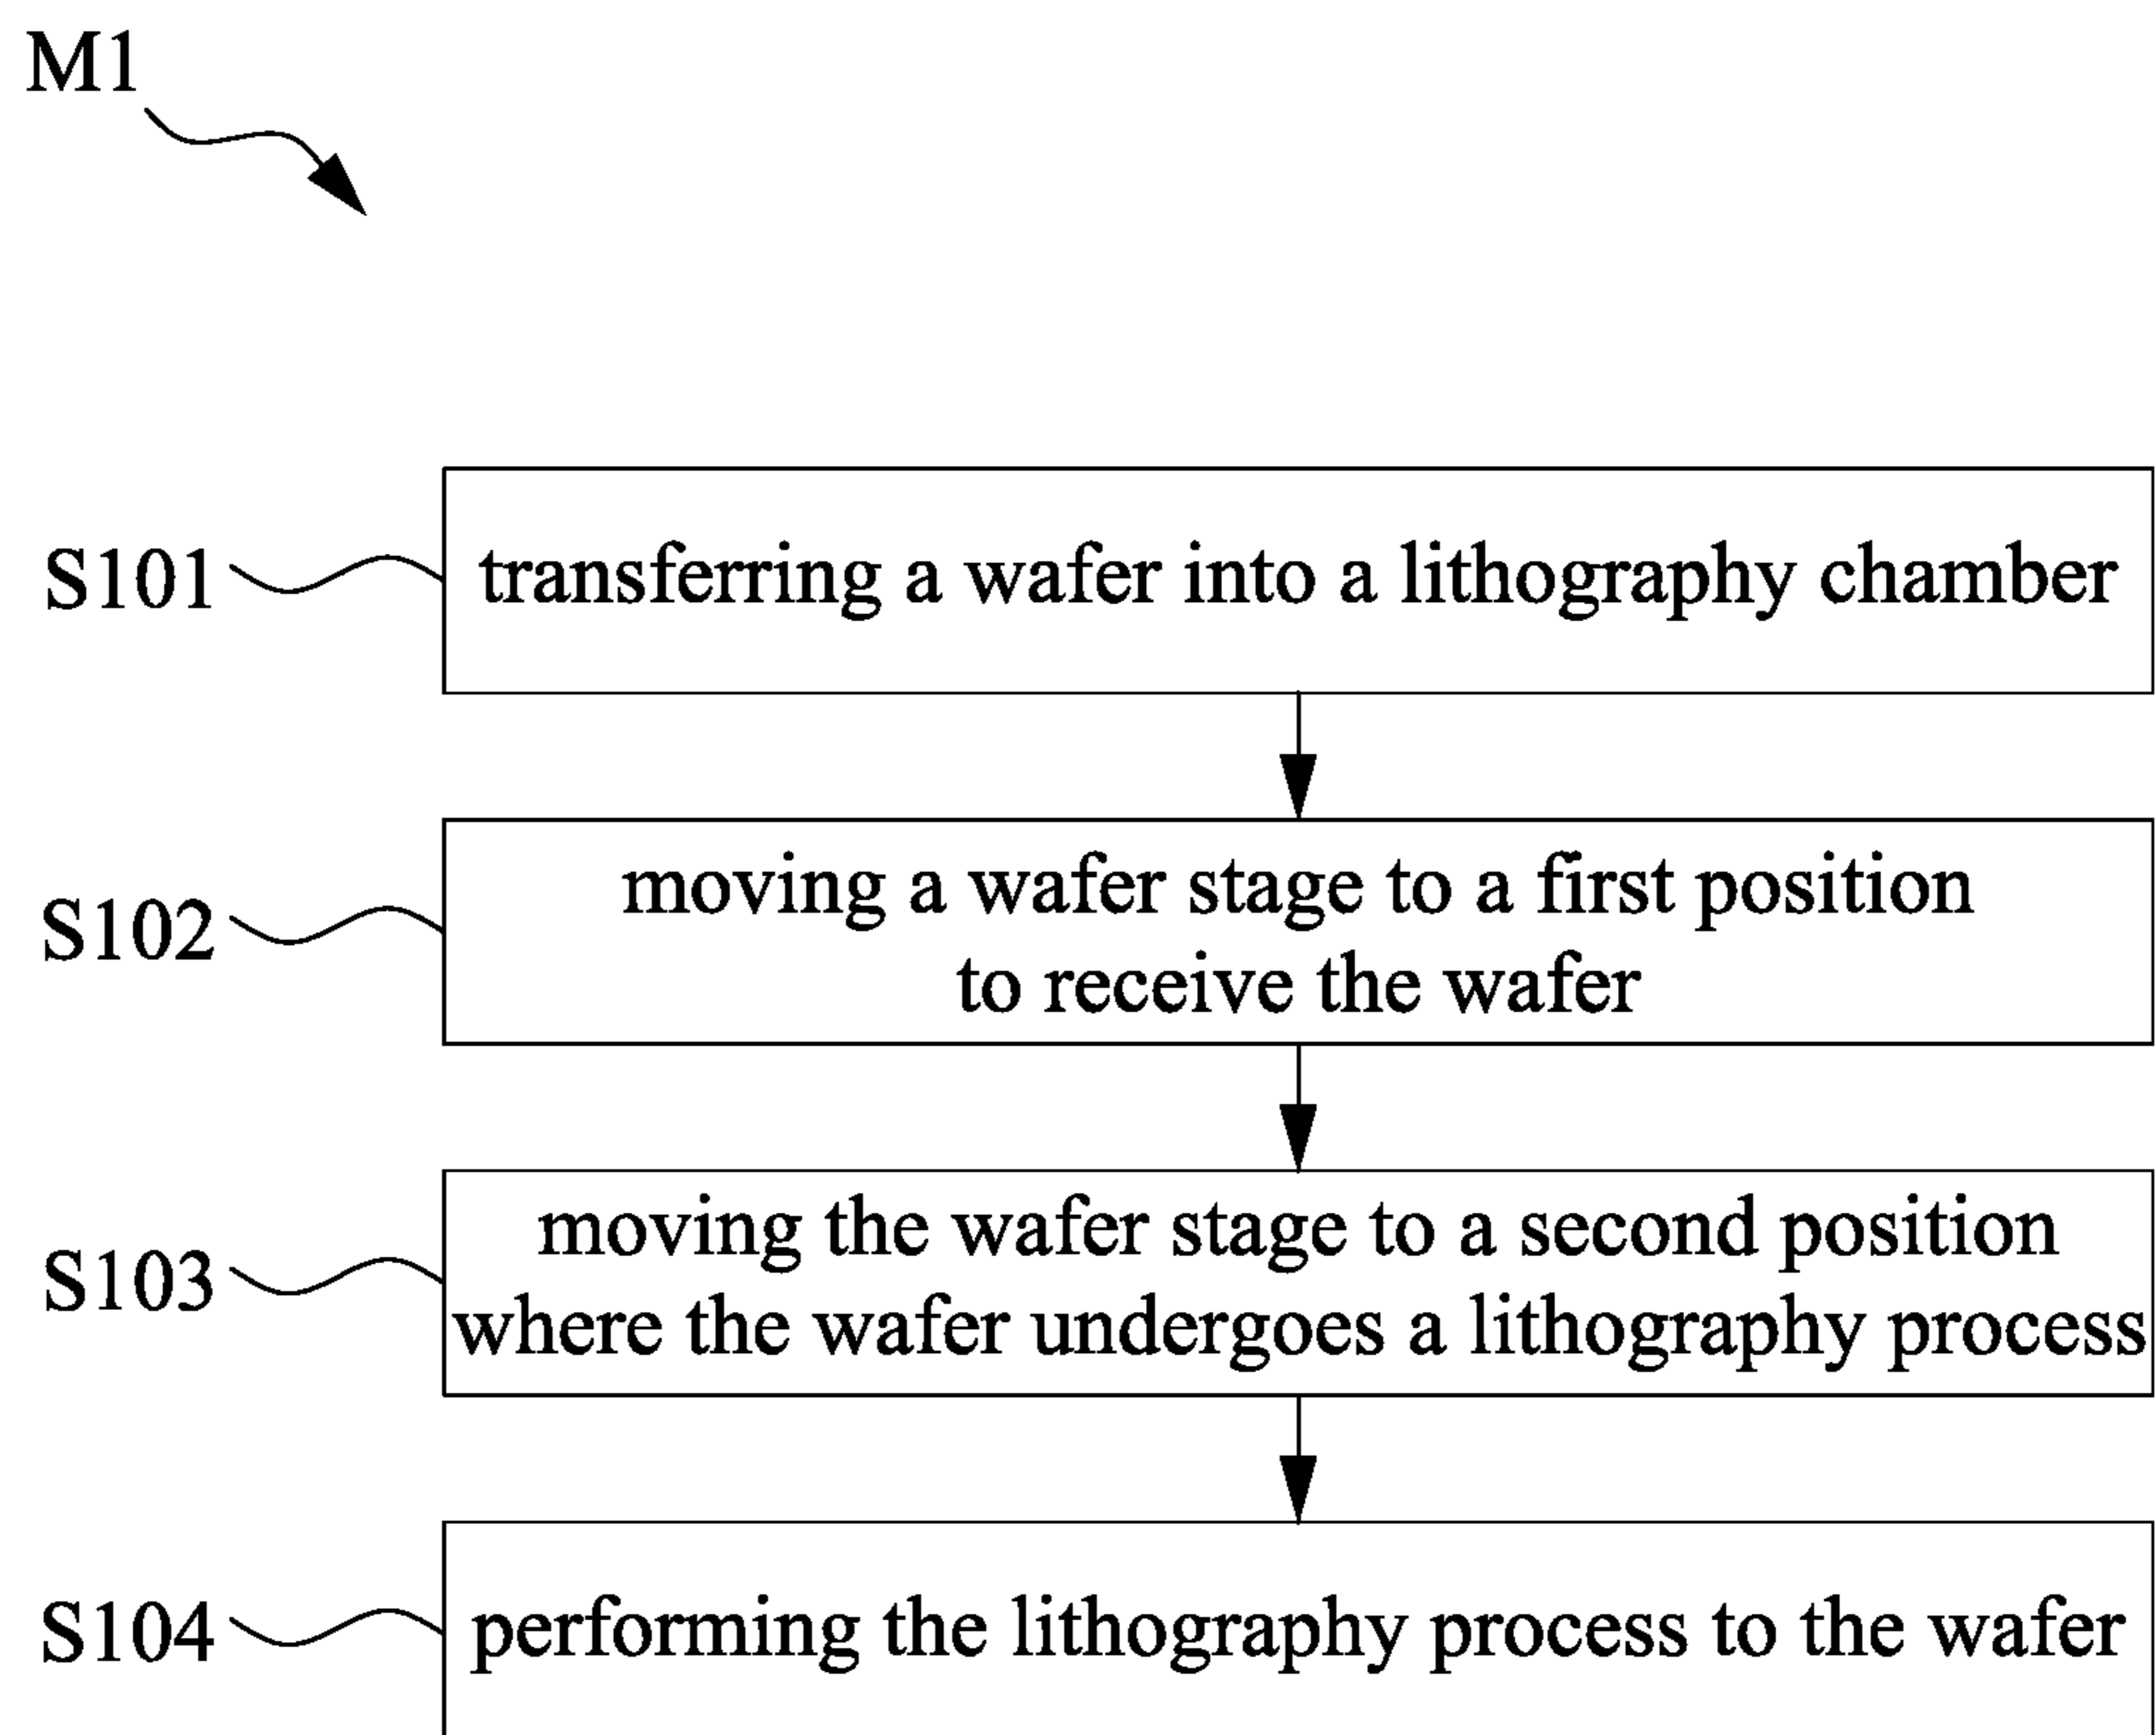 M1
S101
transferring a wafer into a lithography chamber
S102
moving a wafer stage to a first position
to receive the wafer
S103
moving the wafer stage to a second position
where the wafer undergoes a lithography process
S104
performing the lithography process to the wafer